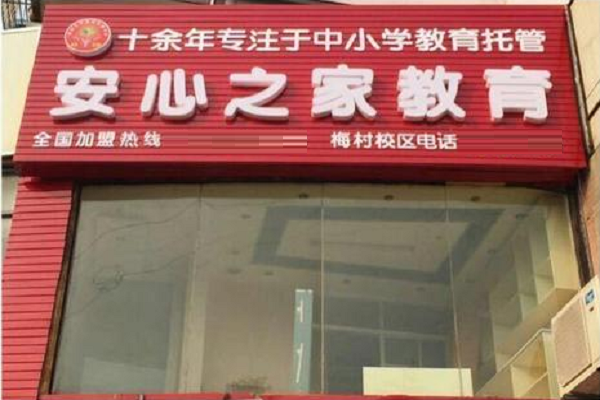 十余年专注于中小学教育托管
安心之家教育
全国加盟热线 梅村校区电话